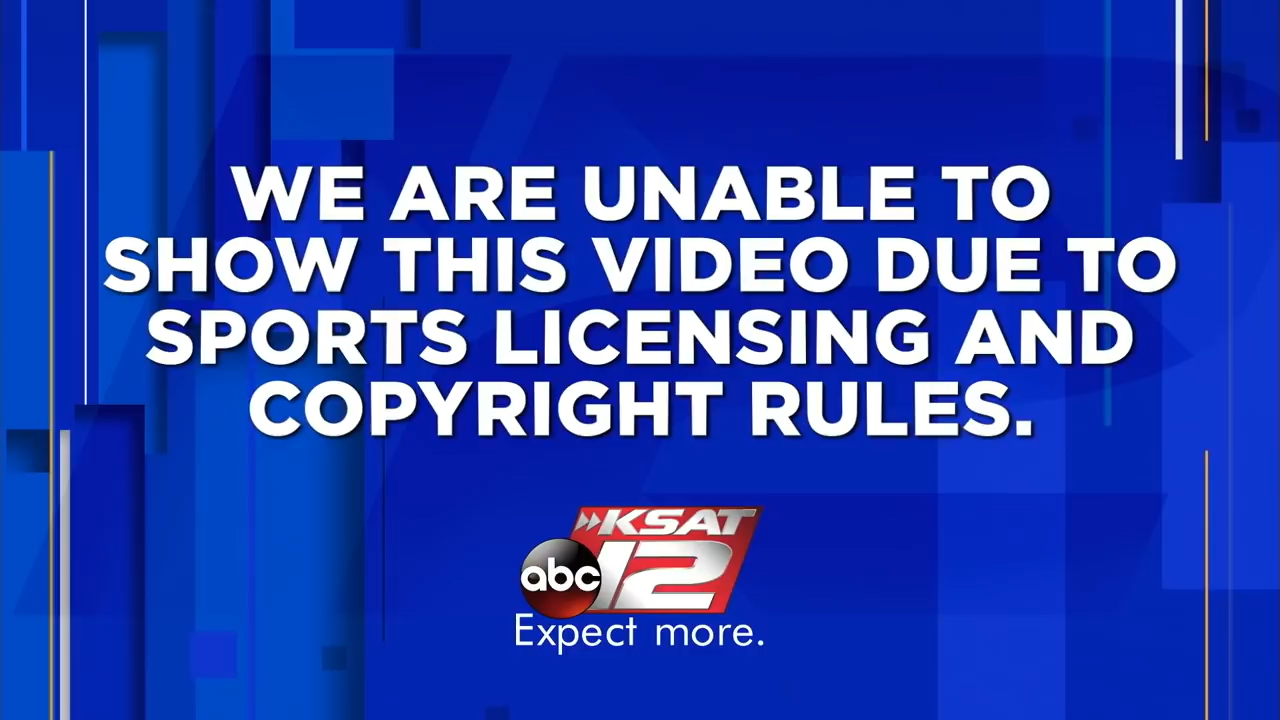 WE ARE UNABLE TO
SHOW THIS VIDEO DUE TO
SPORTS LICENSING AND
COPYRIGHT RULES.
KSAT
abc 12
Expect more.